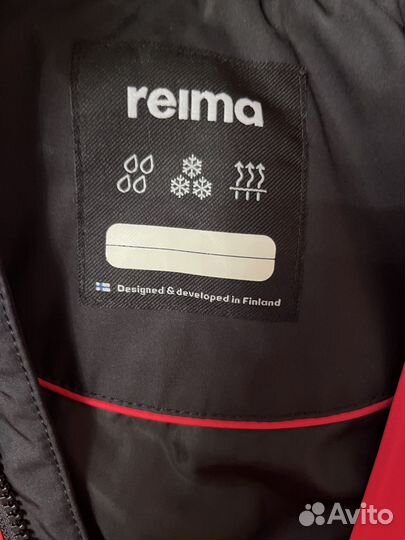 reima
Designed & developed in Finland
Avito